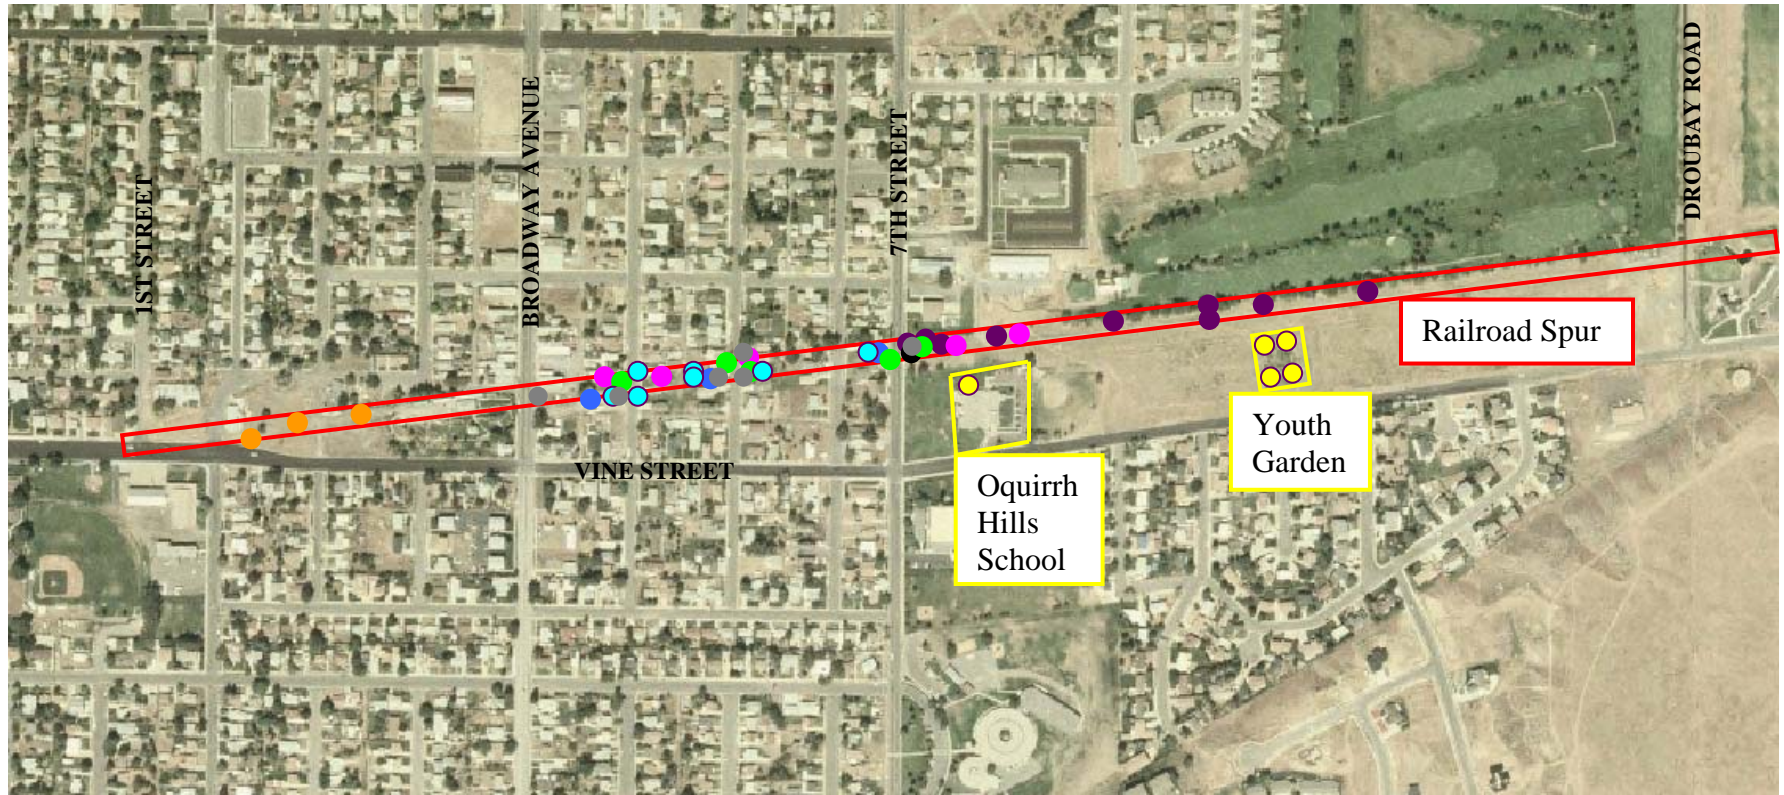 1ST STREET
BROADWAY AVENUE
7TH STREET
DROUBAY ROAD
Railroad Spur
VINE STREET
Youth
Garden
Oquirrh
Hills
School